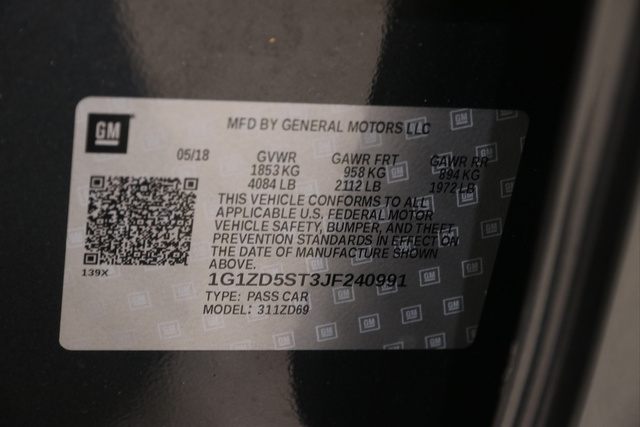 GM
MFD BY GENERAL MOTORS LLC
05/18 GVWR GAWR FRT GAWR RR
1853 KG 958 KG 894 KG
4084 LB 2112 LB 1972 LB
THIS VEHICLE CONFORMS TO ALL
APPLICABLE U.S. FEDERAL MOTOR
VEHICLE SAFETY, BUMPER, AND THEFT
PREVENTION STANDARDS IN EFFECT ON
THE DATE OF MANUFACTURE SHOWN
ABOVE.
139X
1G1ZD5ST3JF240991
TYPE: PASS CAR
MODEL: 311ZD69